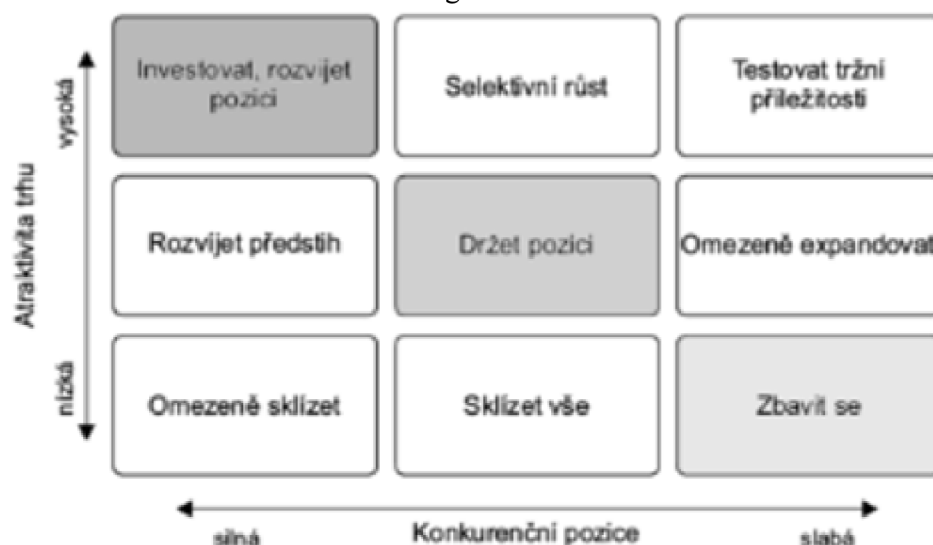 Investovat, rozvíjet
pozici
Selektivní růst
Testovat tržní
příležitosti
Rozvíjet předstih
Držet pozici
Omezeně expandovat
Omezeně sklízet
Sklízet vše
Zbavit se
vysoká
Atraktivita trhu
nízká
silná
Konkurenční pozice
slabá